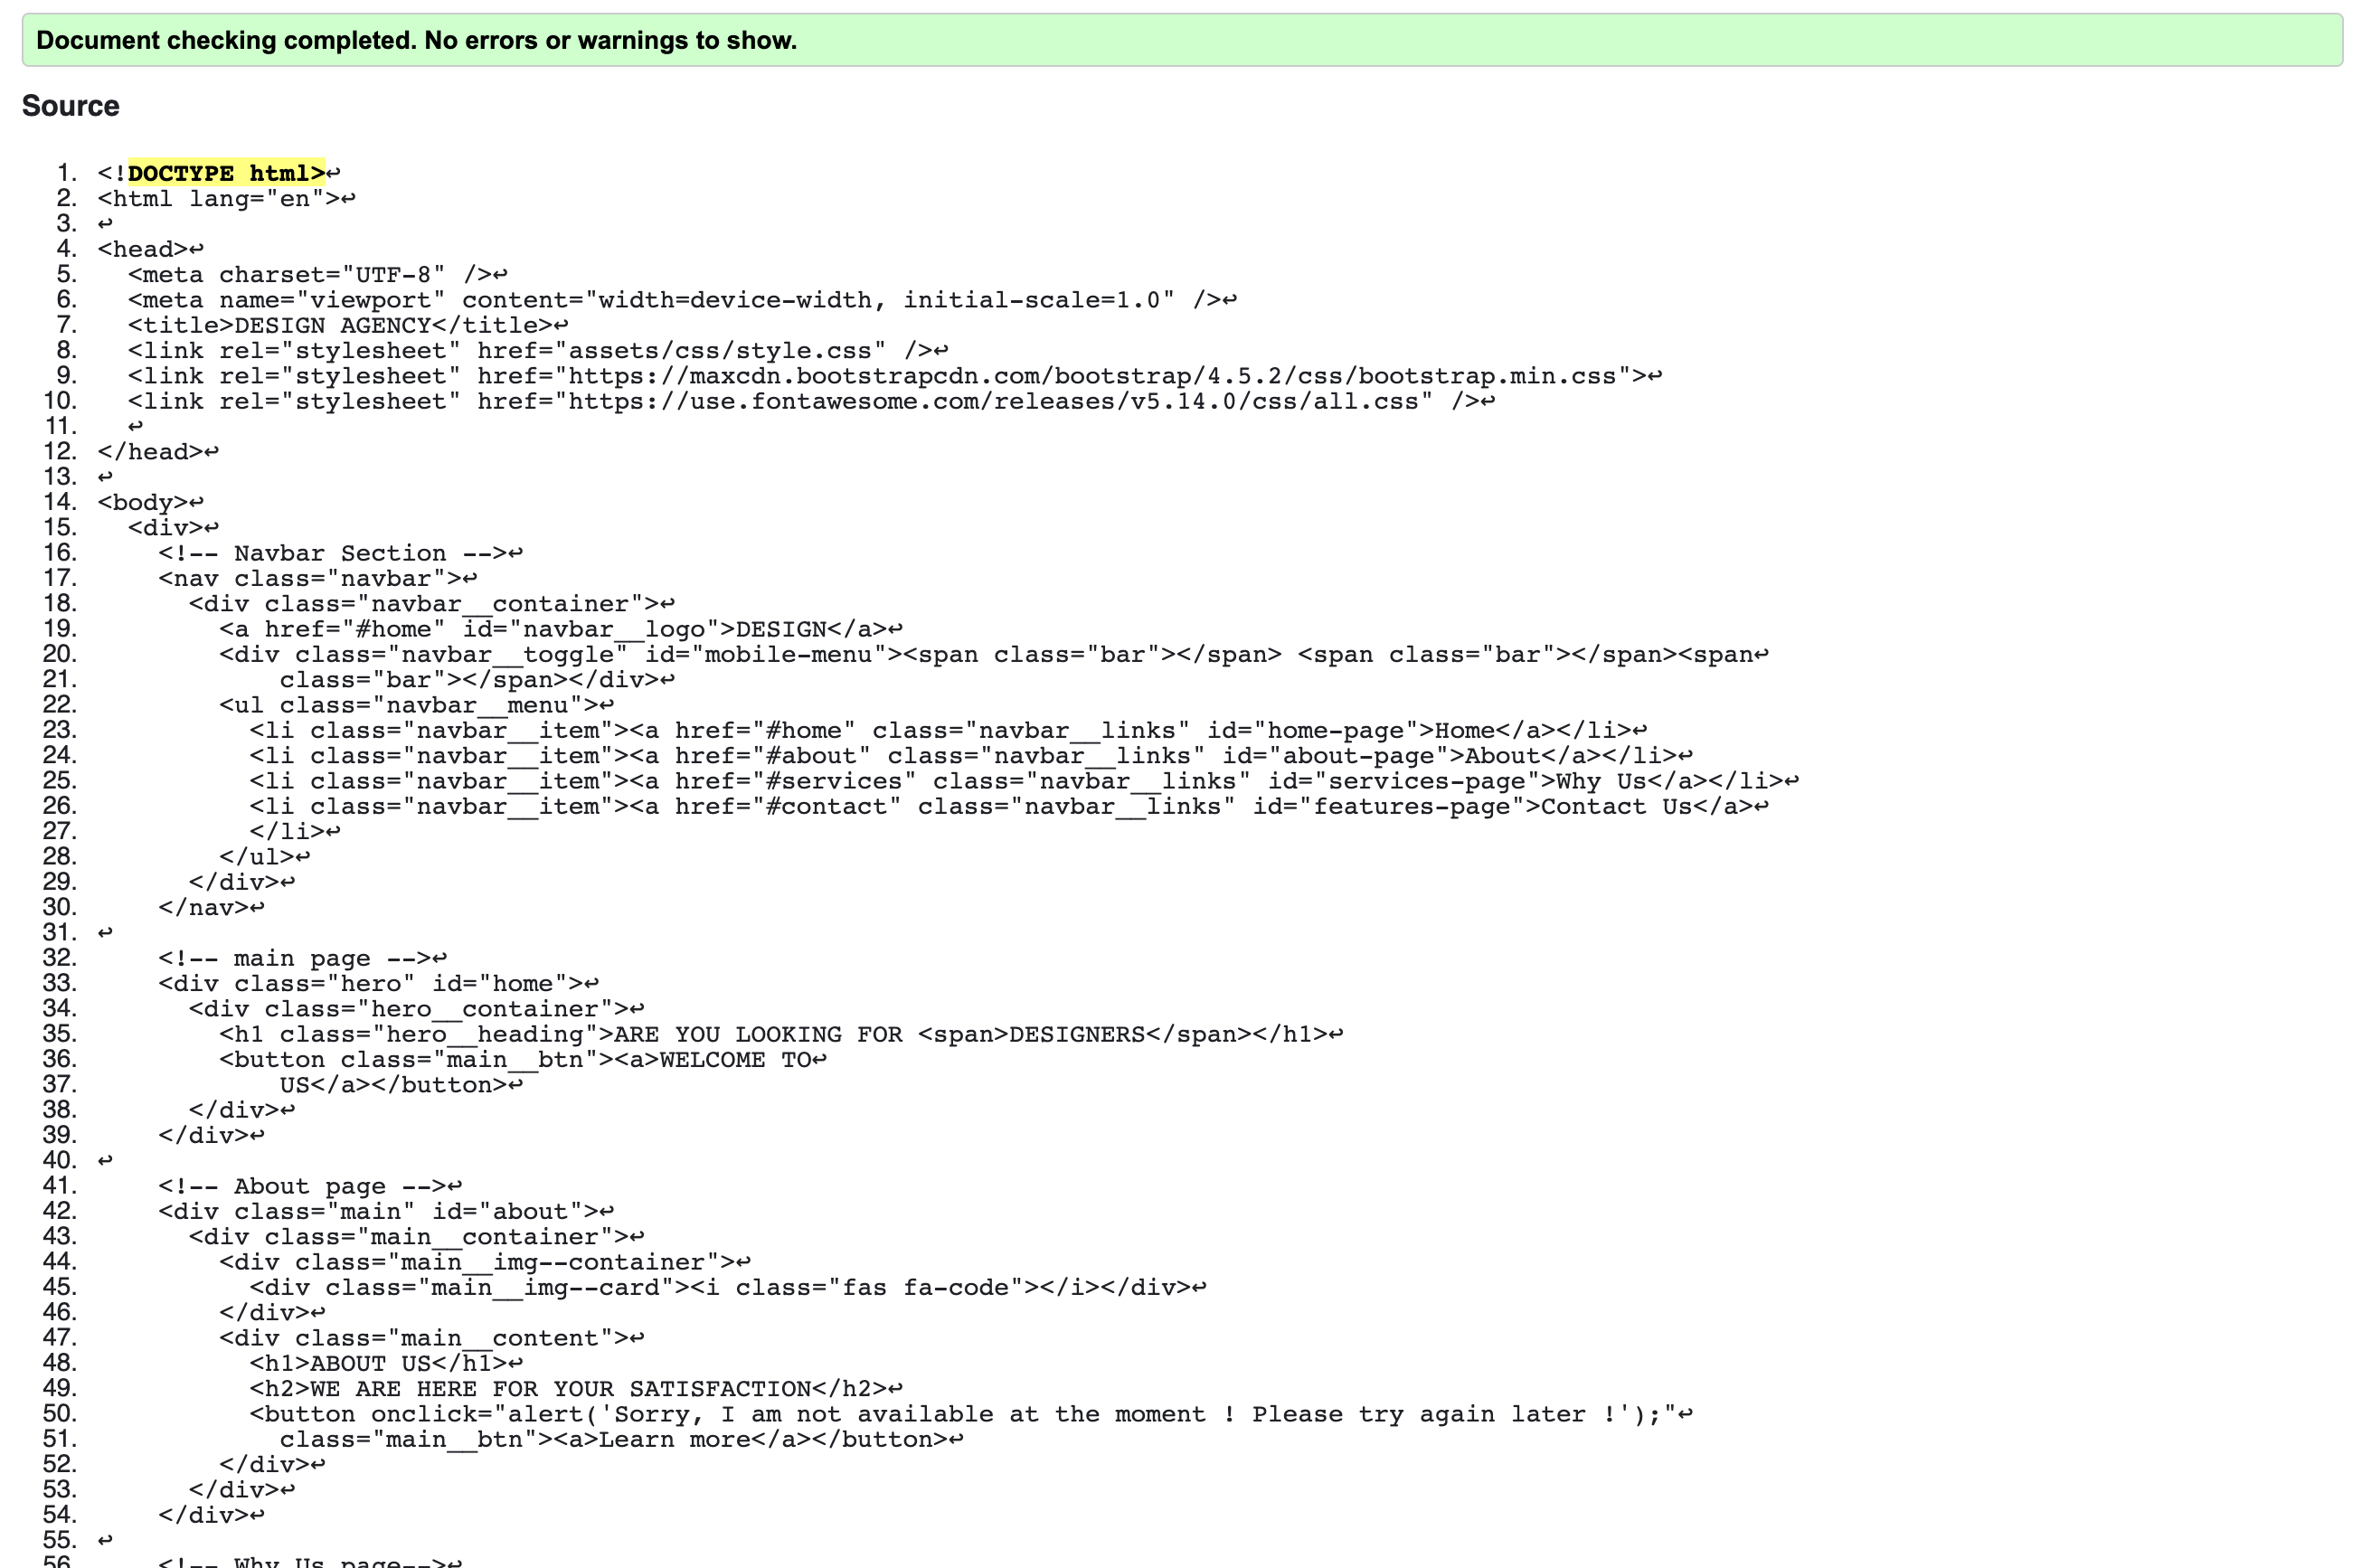 Document checking completed. No errors or warnings to show.
Source
1. <!DOCTYPE html>↩
2. <html lang="en">↩
3. ↩
4. <head>↩
5.   <meta charset="UTF-8" />↩
6.   <meta name="viewport" content="width=device-width, initial-scale=1.0" />↩
7.   <title>DESIGN AGENCY</title>↩
8.   <link rel="stylesheet" href="assets/css/style.css" />↩
9.   <link rel="stylesheet" href="https://maxcdn.bootstrapcdn.com/bootstrap/4.5.2/css/bootstrap.min.css">↩
10.   <link rel="stylesheet" href="https://use.fontawesome.com/releases/v5.14.0/css/all.css" />↩
11.   ↩
12. </head>↩
13. ↩
14. <body>↩
15.   <div>↩
16.     <!-- Navbar Section -->↩
17.     <nav class="navbar">↩
18.       <div class="navbar__container">↩
19.         <a href="#home" id="navbar__logo">DESIGN</a>↩
20.         <div class="navbar__toggle" id="mobile-menu"><span class="bar"></span> <span class="bar"></span><span↩
21.             class="bar"></span></div>↩
22.         <ul class="navbar__menu">↩
23.           <li class="navbar__item"><a href="#home" class="navbar__links" id="home-page">Home</a></li>↩
24.           <li class="navbar__item"><a href="#about" class="navbar__links" id="about-page">About</a></li>↩
25.           <li class="navbar__item"><a href="#services" class="navbar__links" id="services-page">Why Us</a></li>↩
26.           <li class="navbar__item"><a href="#contact" class="navbar__links" id="features-page">Contact Us</a>↩
27.           </li>↩
28.         </ul>↩
29.       </div>↩
30.     </nav>↩
31. ↩
32.     <!-- main page -->↩
33.     <div class="hero" id="home">↩
34.       <div class="hero__container">↩
35.         <h1 class="hero__heading">ARE YOU LOOKING FOR <span>DESIGNERS</span></h1>↩
36.         <button class="main__btn"><a>WELCOME TO↩
37.             US</a></button>↩
38.       </div>↩
39.     </div>↩
40. ↩
41.     <!-- About page -->↩
42.     <div class="main" id="about">↩
43.       <div class="main__container">↩
44.         <div class="main__img--container">↩
45.           <div class="main__img--card"><i class="fas fa-code"></i></div>↩
46.         </div>↩
47.         <div class="main__content">↩
48.           <h1>ABOUT US</h1>↩
49.           <h2>WE ARE HERE FOR YOUR SATISFACTION</h2>↩
50.           <button onclick="alert('Sorry, I am not available at the moment ! Please try again later !');"↩
51.             class="main__btn"><a>Learn more</a></button>↩
52.         </div>↩
53.       </div>↩
54.     </div>↩
55. ↩
56.     <!-- Why Us page-->↩